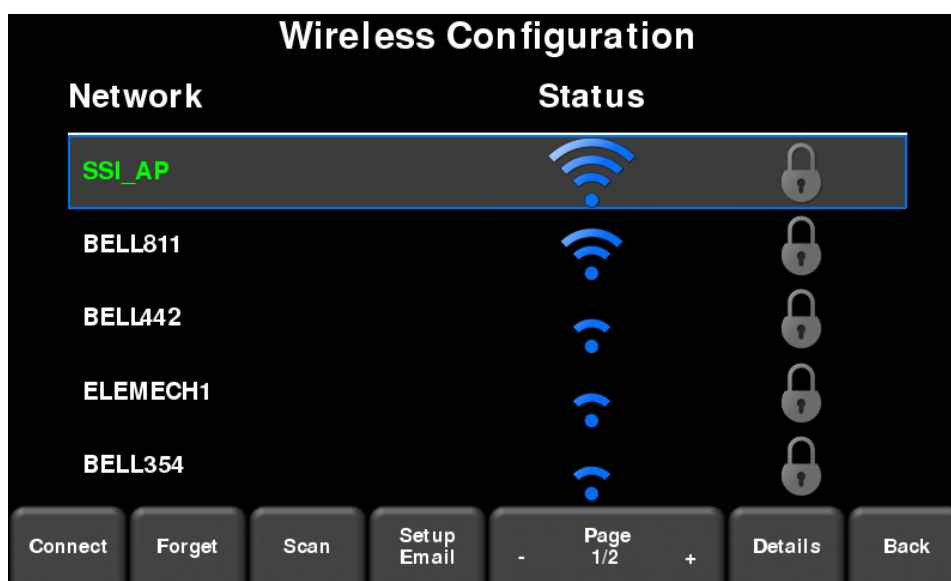 Wireless Configuration
Network Status
SSI_AP
BELL811
BELL442
ELEMECH1
BELL354
Connect Forget Scan Setup Email - Page 1/2 + Details Back